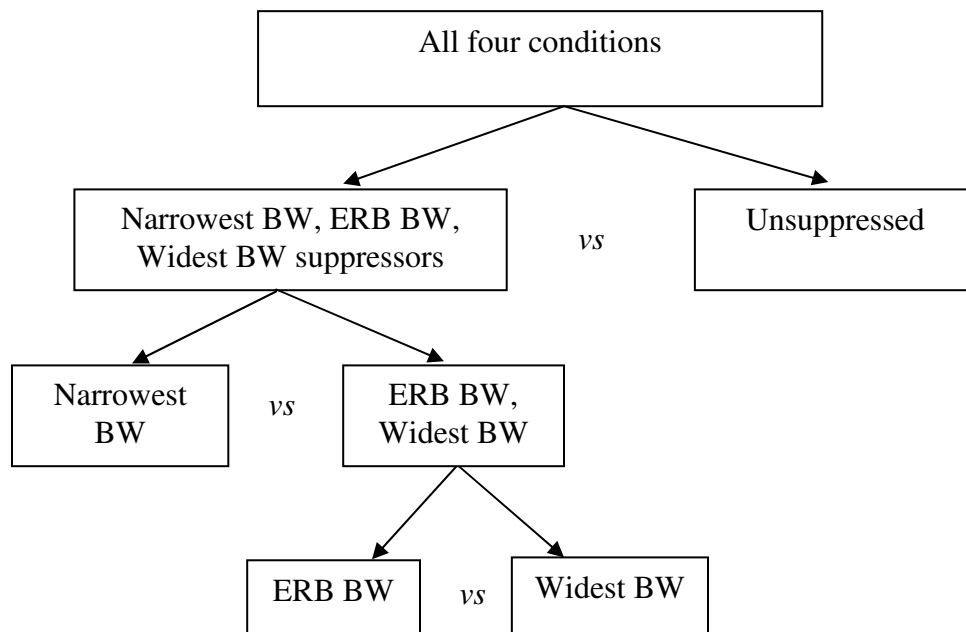 All four conditions
Narrowest BW, ERB BW,
Widest BW suppressors
vs
Unsuppressed
Narrowest
BW
vs
ERB BW,
Widest BW
ERB BW
vs
Widest BW